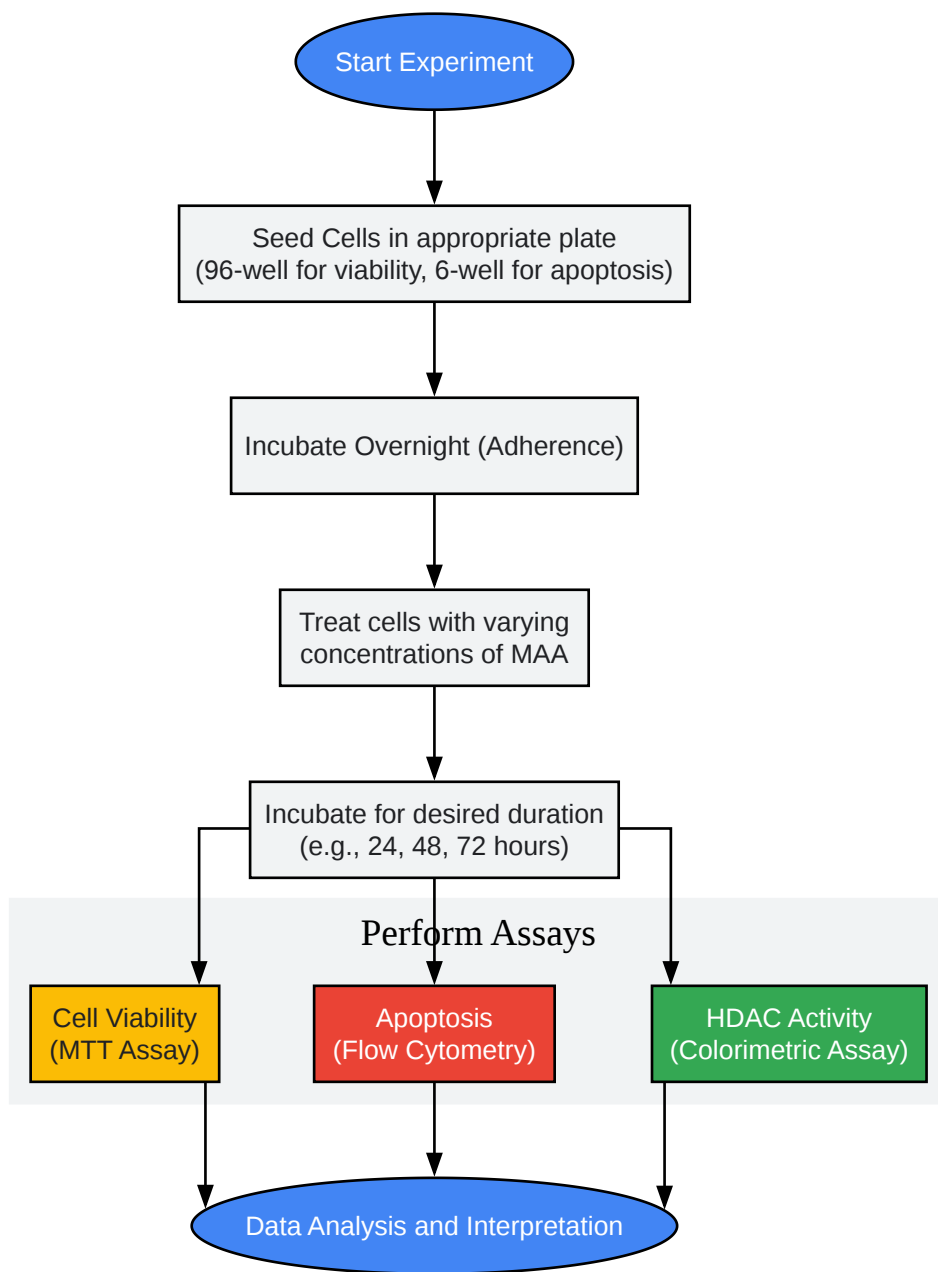 Start Experiment
Seed Cells in appropriate plate
(96-well for viability, 6-well for apoptosis)
Incubate Overnight (Adherence)
Treat cells with varying
concentrations of MAA
Incubate for desired duration
(e.g., 24, 48, 72 hours)
Perform Assays
Cell Viability
(MTT Assay)
Apoptosis
(Flow Cytometry)
HDAC Activity
(Colorimetric Assay)
Data Analysis and Interpretation